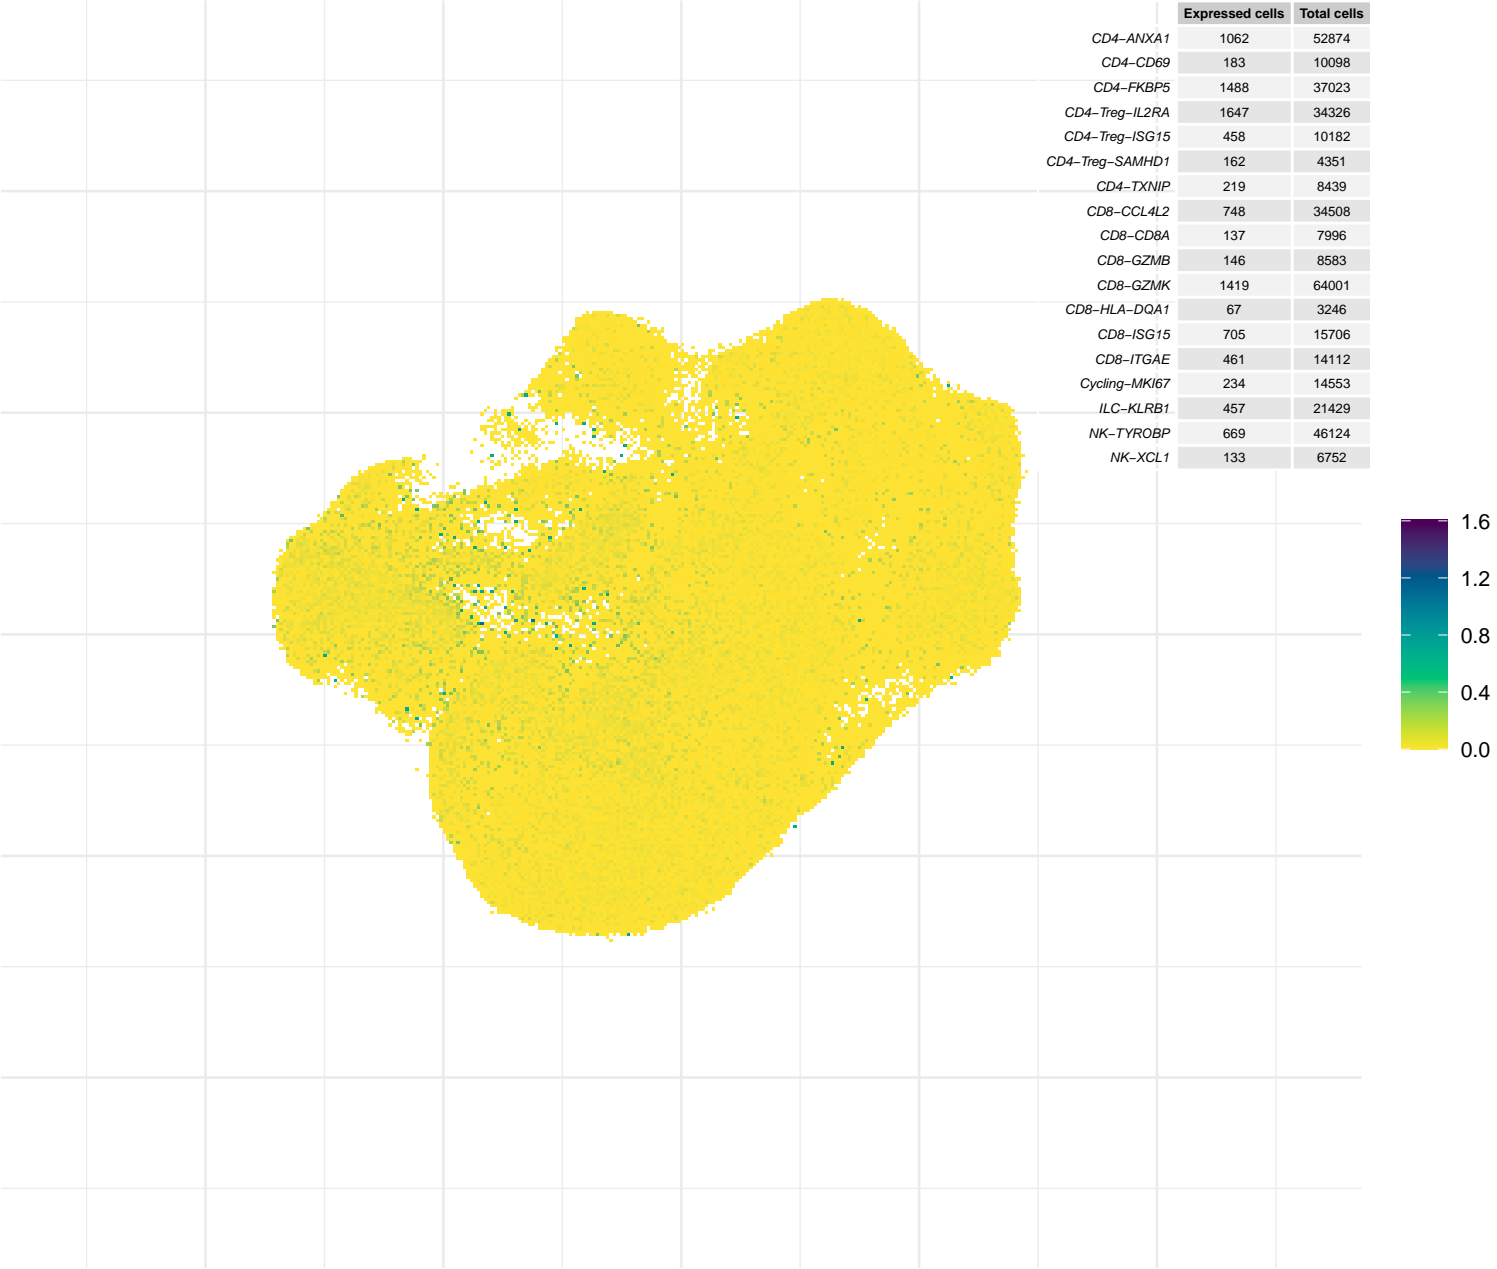 Expressed cells Total cells
CD4−ANXA1 1062 52874
CD4−CD69 183 10098
CD4−FKBP5 1488 37023
CD4−Treg−IL2RA 1647 34326
CD4−Treg−ISG15 458 10182
CD4−Treg−SAMHD1 162 4351
CD4−TXNIP 219 8439
CD8−CCL4L2 748 34508
CD8−CD8A 137 7996
CD8−GZMB 146 8583
CD8−GZMK 1419 64001
CD8−HLA−DQA1 67 3246
CD8−ISG15 705 15706
CD8−ITGAE 461 14112
Cycling−MKI67 234 14553
ILC−KLRB1 457 21429
NK−TYROBP 669 46124
NK−XCL1 133 6752
1.6
1.2
0.8
0.4
0.0